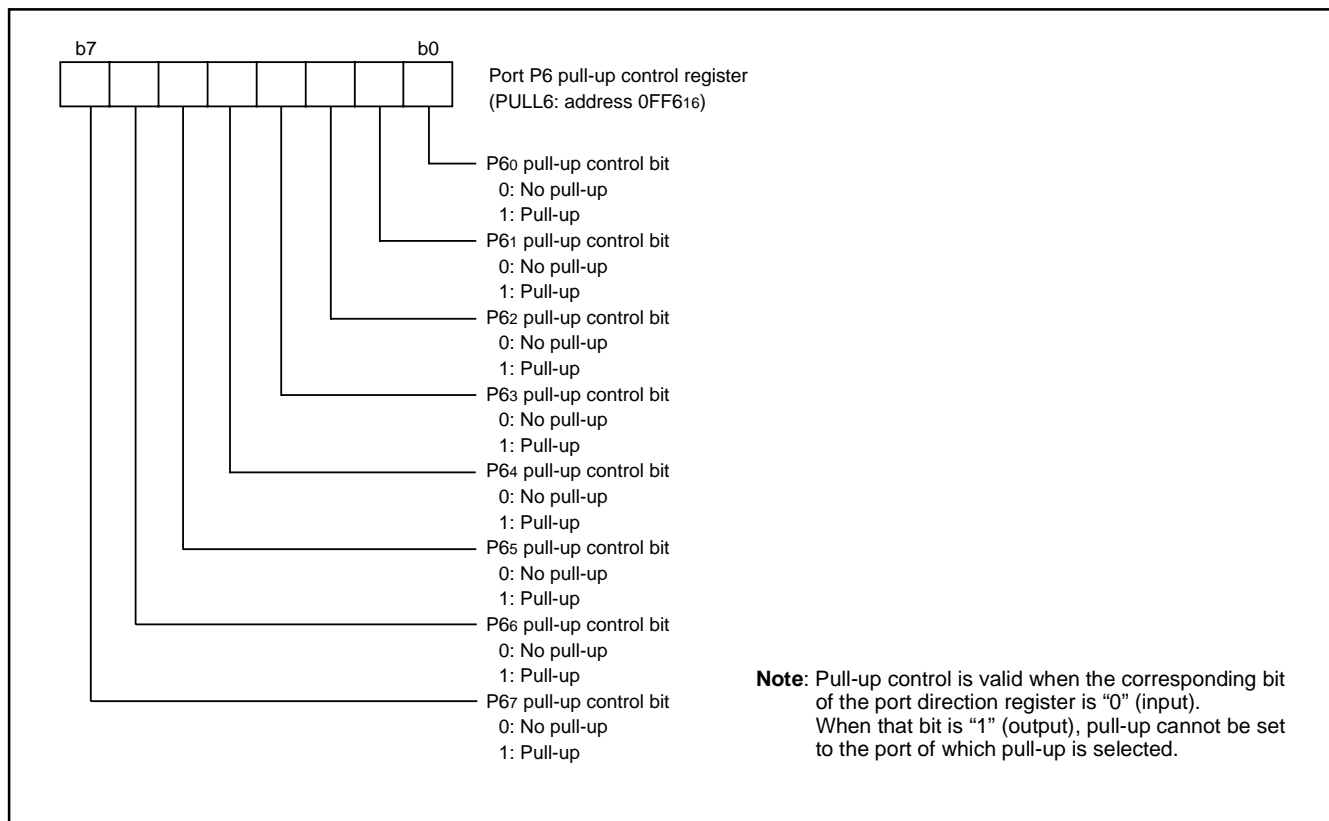 b7 b0
Port P6 pull-up control register
(PULL6: address 0FF616)
P60 pull-up control bit
0: No pull-up
1: Pull-up
P61 pull-up control bit
0: No pull-up
1: Pull-up
P62 pull-up control bit
0: No pull-up
1: Pull-up
P63 pull-up control bit
0: No pull-up
1: Pull-up
P64 pull-up control bit
0: No pull-up
1: Pull-up
P65 pull-up control bit
0: No pull-up
1: Pull-up
P66 pull-up control bit
0: No pull-up
1: Pull-up
P67 pull-up control bit
0: No pull-up
1: Pull-up
Note: Pull-up control is valid when the corresponding bit
of the port direction register is “0” (input).
When that bit is “1” (output), pull-up cannot be set
to the port of which pull-up is selected.